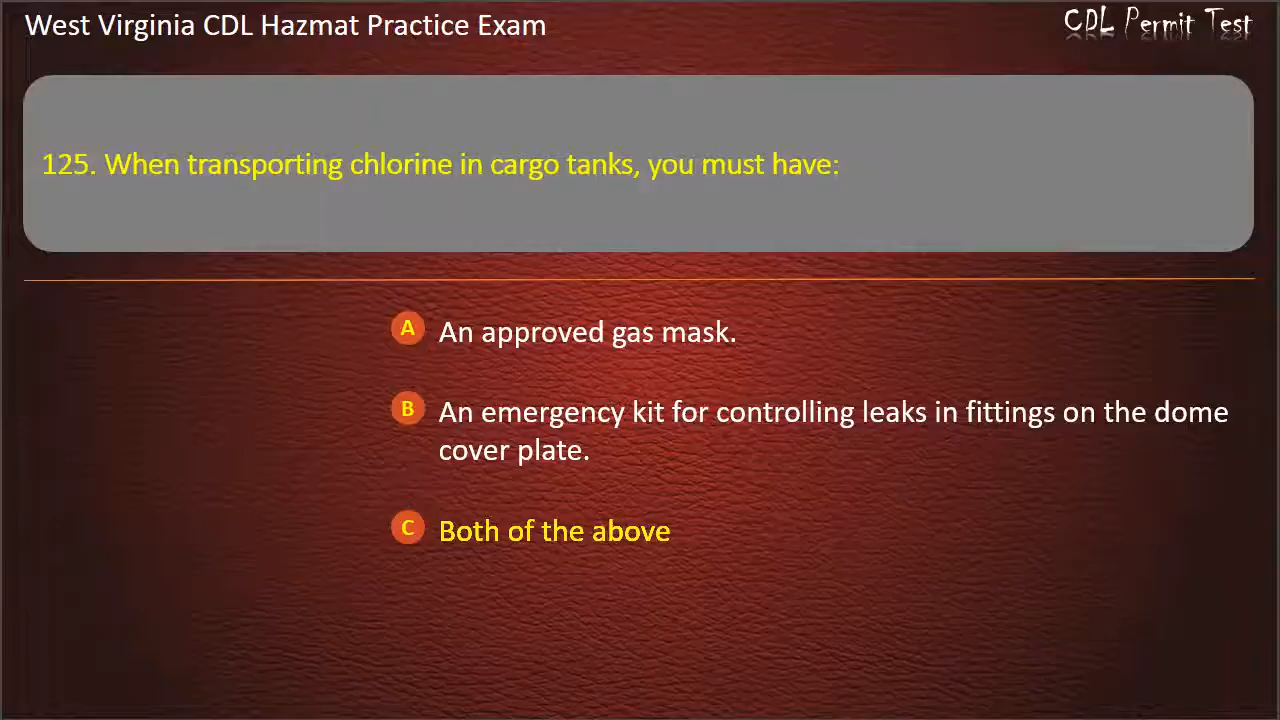 West Virginia CDL Hazmat Practice Exam
CDL Permit Test
125. When transporting chlorine in cargo tanks, you must have:
A An approved gas mask.
B An emergency kit for controlling leaks in fittings on the dome
cover plate.
C Both of the above